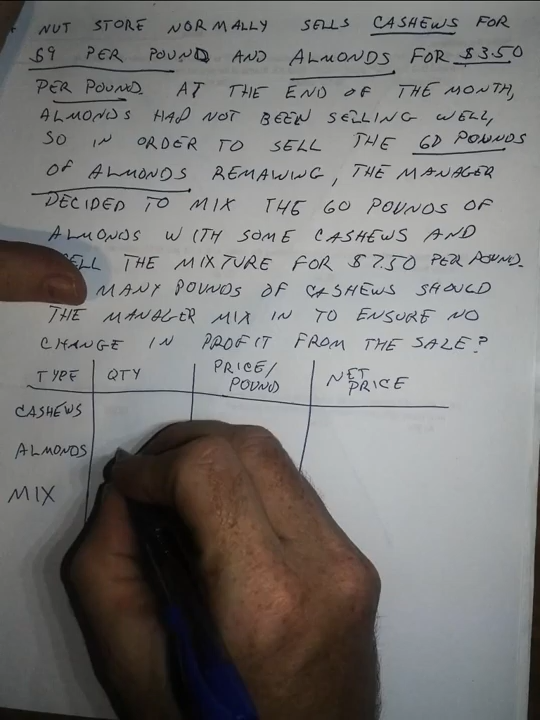 NUT STORE NORMALLY SELLS CASHEWS FOR
$9 PER POUND AND ALMONDS FOR $3.50
PER POUND. AT THE END OF THE MONTH,
ALMONDS HAD NOT BEEN SELLING WELL,
SO IN ORDER TO SELL THE 60 POUNDS
OF ALMONDS REMAWING, THE MANAGER
DECIDED TO MIX THE 60 POUNDS OF
ALMONDS WITH SOME CASHEWS AND
SELL THE MIXTURE FOR $7.50 PER POUND.
MANY POUNDS OF CASHEWS SHOULD
THE MANAGER MIX IN TO ENSURE NO
CHANGE IN PROFIT FROM THE SALE?
TYPE QTY PRICE/POUND NET PRICE
CASHEWS
ALMONDS
MIX